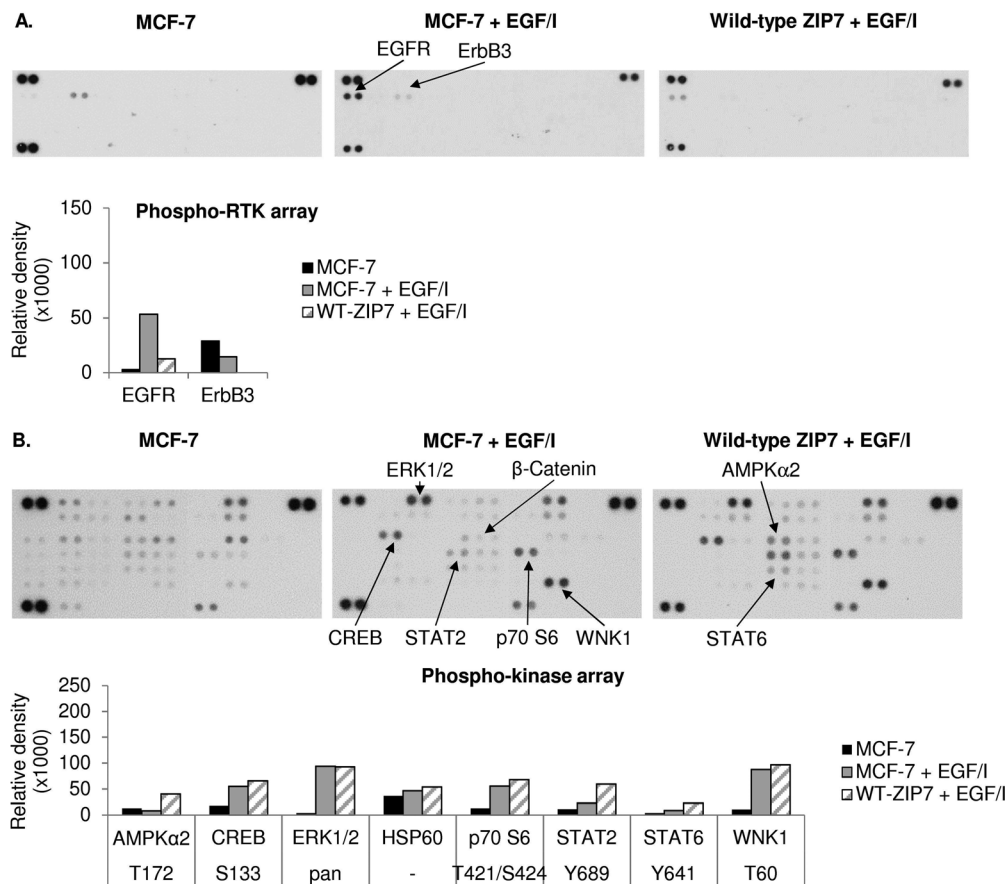 A. MCF-7 MCF-7 + EGF/I Wild-type ZIP7 + EGF/I
EGFR ErbB3
150
100
50
0
Relative density
(x1000)
Phospho-RTK array
MCF-7
MCF-7 + EGF/I
WT-ZIP7 + EGF/I
EGFR ErbB3
B. MCF-7 MCF-7 + EGF/I Wild-type ZIP7 + EGF/I
ERK1/2 β-Catenin AMPKα2
CREB STAT2 p70 S6 WNK1 STAT6
Phospho-kinase array
250
200
150
100
50
0
Relative density
(x1000)
MCF-7
MCF-7 + EGF/I
WT-ZIP7 + EGF/I
AMPKα2 CREB ERK1/2 HSP60 p70 S6 STAT2 STAT6 WNK1
T172 S133 pan - T421/S424 Y689 Y641 T60